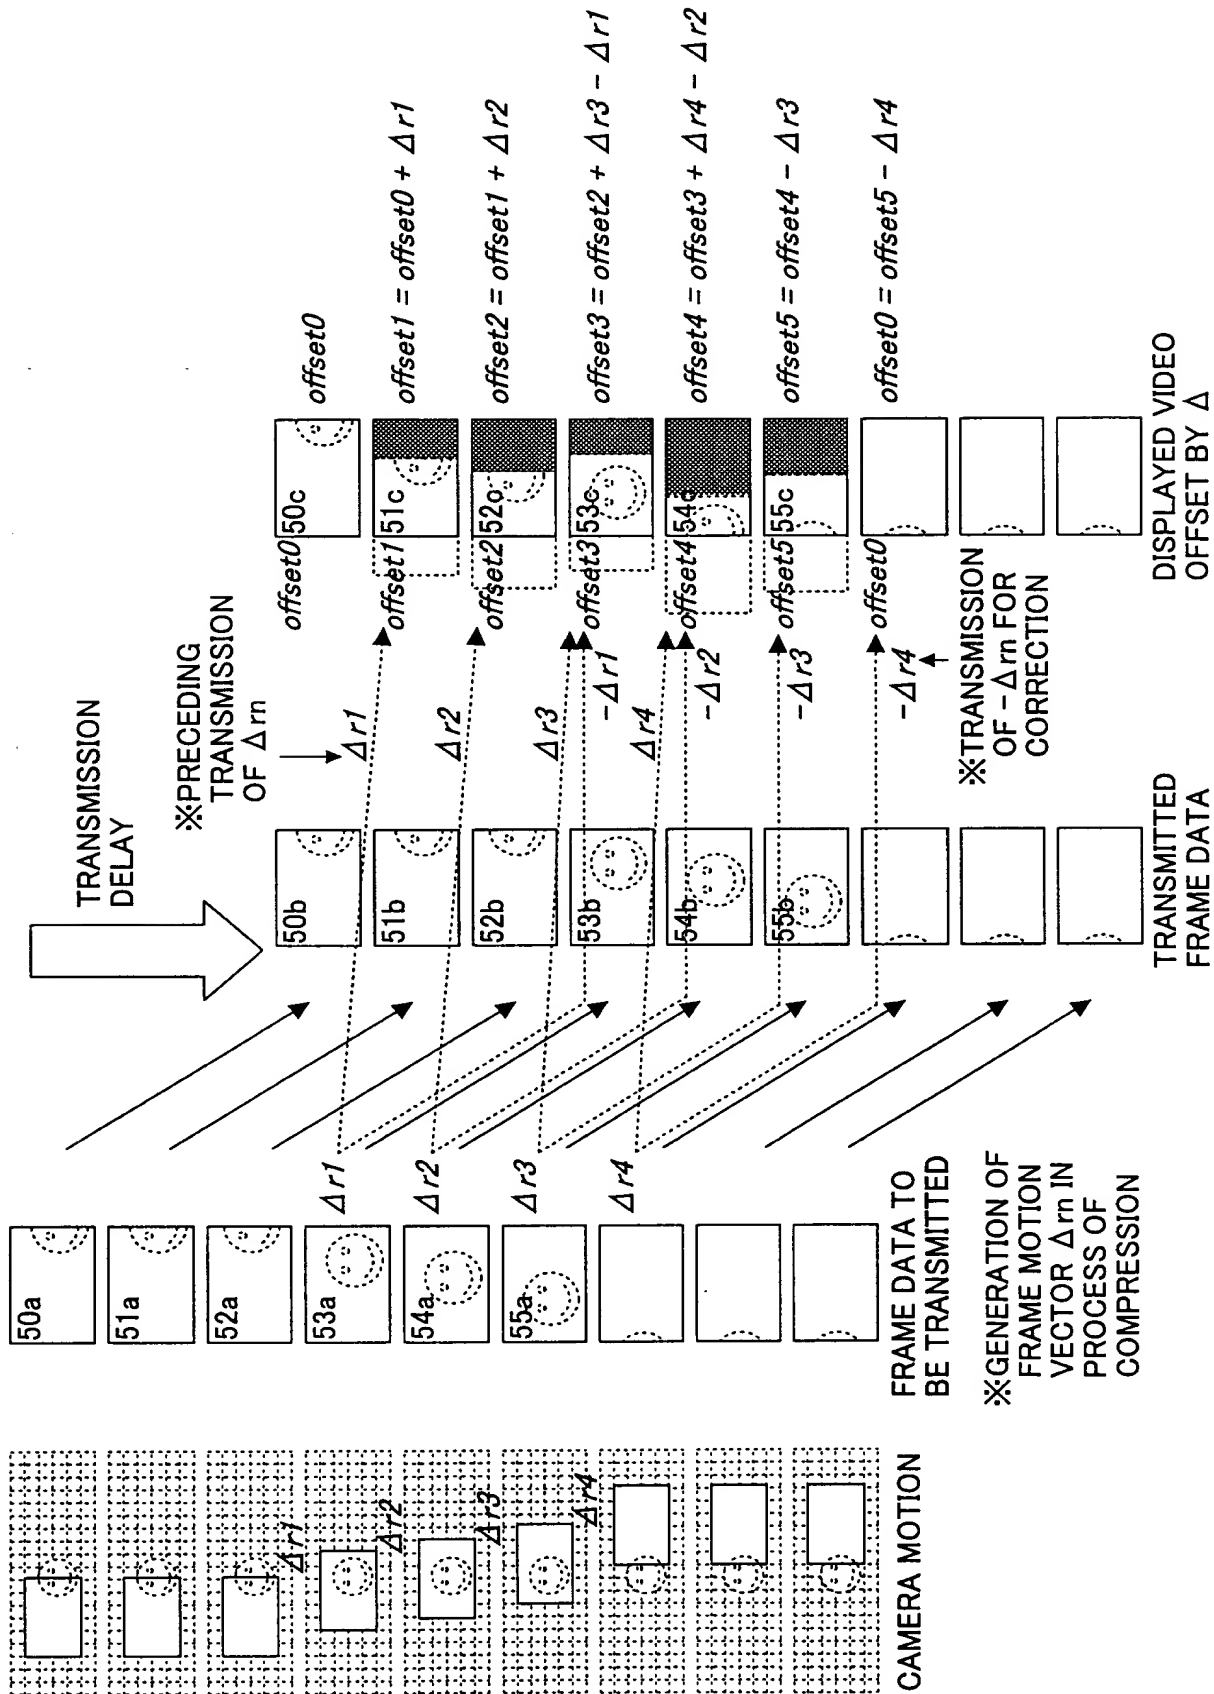 CAMERA MOTION
Δr1
Δr2
Δr3
Δr4
50a
51a
52a
53a
54a
55a
Δr1
Δr2
Δr3
Δr4
FRAME DATA TO
BE TRANSMITTED
※GENERATION OF
FRAME MOTION
VECTOR Δrn IN
PROCESS OF
COMPRESSION
TRANSMISSION
DELAY
50b
51b
52b
53b
54b
55b
TRANSMITTED
FRAME DATA
※PRECEDING
TRANSMISSION
OF Δrn
Δr1
Δr2
Δr3
-Δr1
Δr4
-Δr2
-Δr3
-Δr4
※TRANSMISSION
OF -Δrn FOR
CORRECTION
offset0
offset1
offset2
offset3
offset4
offset5
offset0
50c
51c
52c
53c
54c
55c
DISPLAYED VIDEO
OFFSET BY Δ
offset0
offset1 = offset0 + Δr1
offset2 = offset1 + Δr2
offset3 = offset2 + Δr3 - Δr1
offset4 = offset3 + Δr4 - Δr2
offset5 = offset4 - Δr3
offset0 = offset5 - Δr4